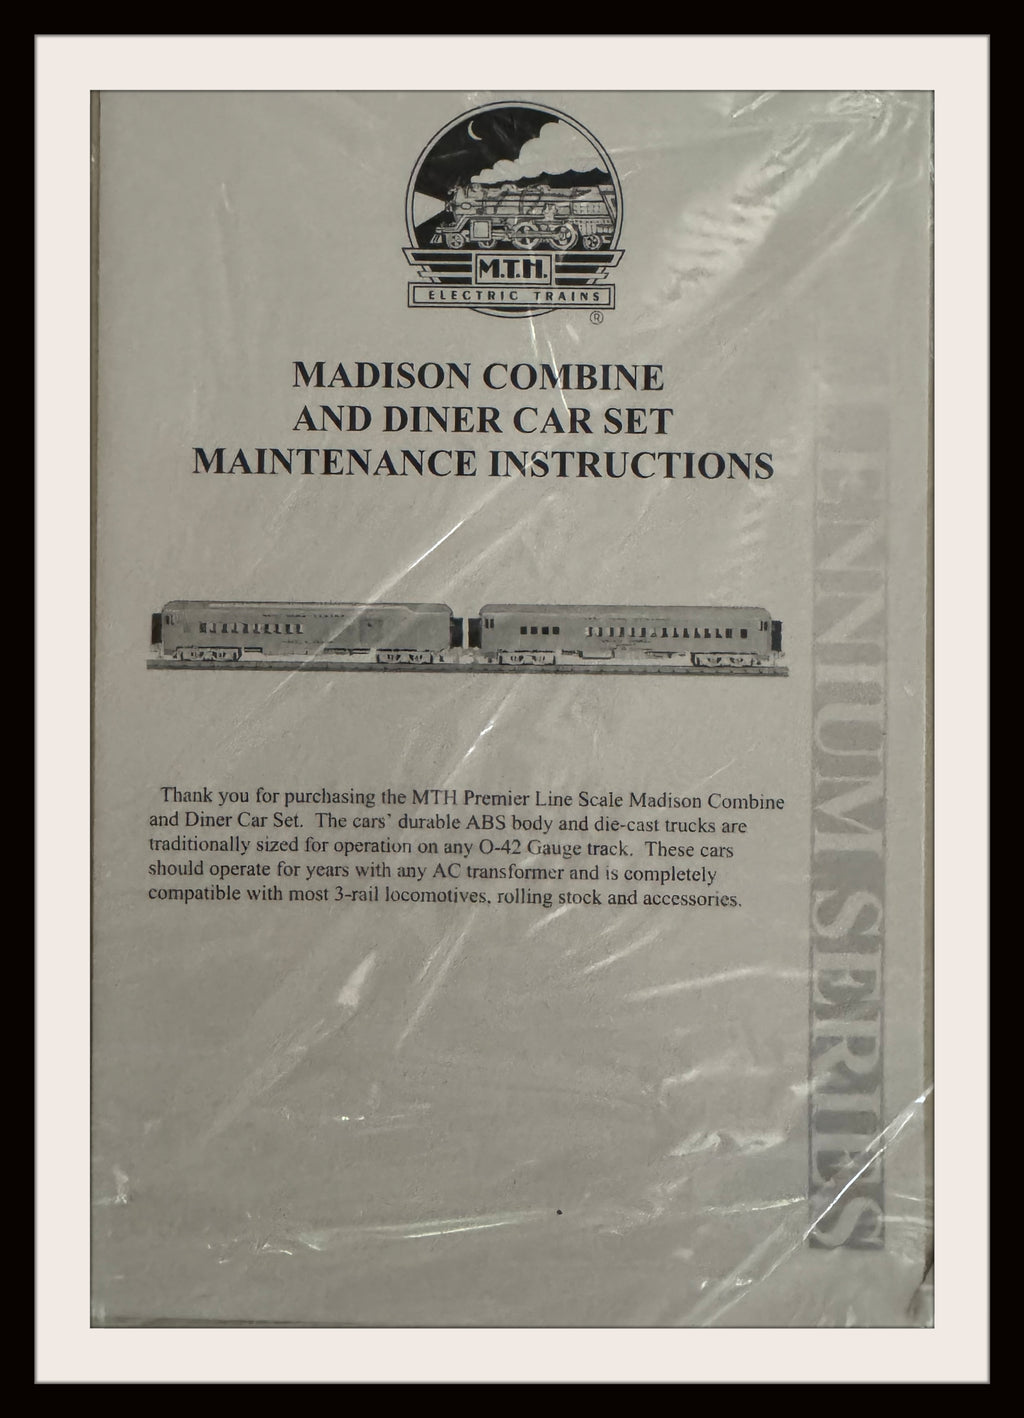 M.T.H.
ELECTRIC TRAINS
®
MADISON COMBINE
AND DINER CAR SET
MAINTENANCE INSTRUCTIONS
Thank you for purchasing the MTH Premier Line Scale Madison Combine
and Diner Car Set. The cars' durable ABS body and die-cast trucks are
traditionally sized for operation on any O-42 Gauge track. These cars
should operate for years with any AC transformer and is completely
compatible with most 3-rail locomotives, rolling stock and accessories.
ENNIUM SERIES